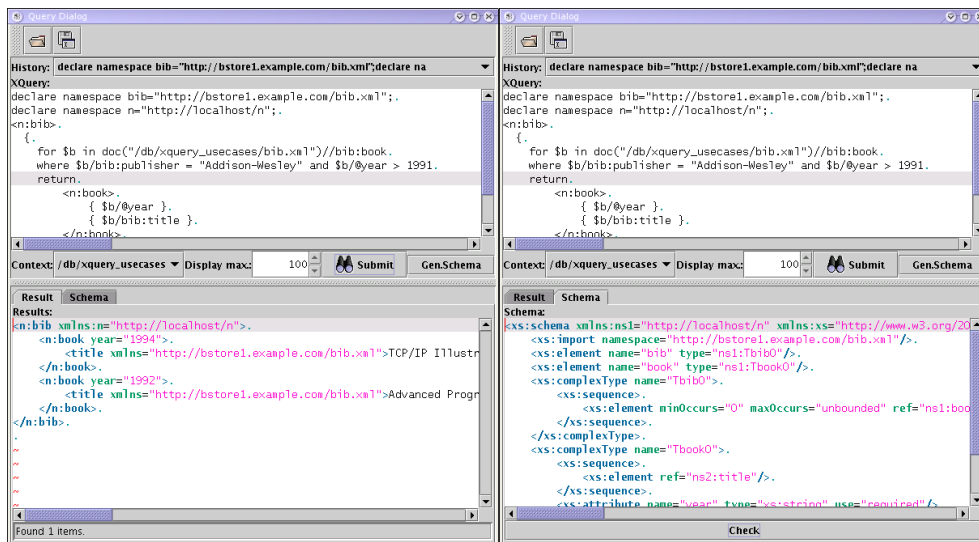 Query Dialog
History: declare namespace bib="http://bstore1.example.com/bib.xml";declare na
XQuery:
declare namespace bib="http://bstore1.example.com/bib.xml";.
declare namespace n="http://localhost/n";.
<n:bib>.
{.
for $b in doc("/db/xquery_usecases/bib.xml")//bib:book.
where $b/bib:publisher = "Addison-Wesley" and $b/@year > 1991.
return.
<n:book>.
{ $b/@year }.
{ $b/bib:title }.
</n:book>.
Context: /db/xquery_usecases Display max.: 100 Submit Gen.Schema
Result Schema
Results:
<n:bib xmlns:n="http://localhost/n">.
<n:book year="1994">.
<title xmlns="http://bstore1.example.com/bib.xml">TCP/IP Illustr
</n:book>.
<n:book year="1992">.
<title xmlns="http://bstore1.example.com/bib.xml">Advanced Progr
</n:book>.
</n:bib>.
.
~
~
~
~
Found 1 items.
Query Dialog
History: declare namespace bib="http://bstore1.example.com/bib.xml";declare na
XQuery:
declare namespace bib="http://bstore1.example.com/bib.xml";.
declare namespace n="http://localhost/n";.
<n:bib>.
{.
for $b in doc("/db/xquery_usecases/bib.xml")//bib:book.
where $b/bib:publisher = "Addison-Wesley" and $b/@year > 1991.
return.
<n:book>.
{ $b/@year }.
{ $b/bib:title }.
</n:book>.
Context: /db/xquery_usecases Display max.: 100 Submit Gen.Schema
Result Schema
Schema:
<xs:schema xmlns:ns1="http://localhost/n" xmlns:xs="http://www.w3.org/20
<xs:import namespace="http://bstore1.example.com/bib.xml"/>.
<xs:element name="bib" type="ns1:Tbib0"/>.
<xs:element name="book" type="ns1:Tbook0"/>.
<xs:complexType name="Tbib0">.
<xs:sequence>.
<xs:element minOccurs="0" maxOccurs="unbounded" ref="ns1:boo
</xs:sequence>.
</xs:complexType>.
<xs:complexType name="Tbook0">.
<xs:sequence>.
<xs:element ref="ns2:title"/>.
</xs:sequence>.
<xs:attribute name="year" type="xs:string" use="required"/>
Check